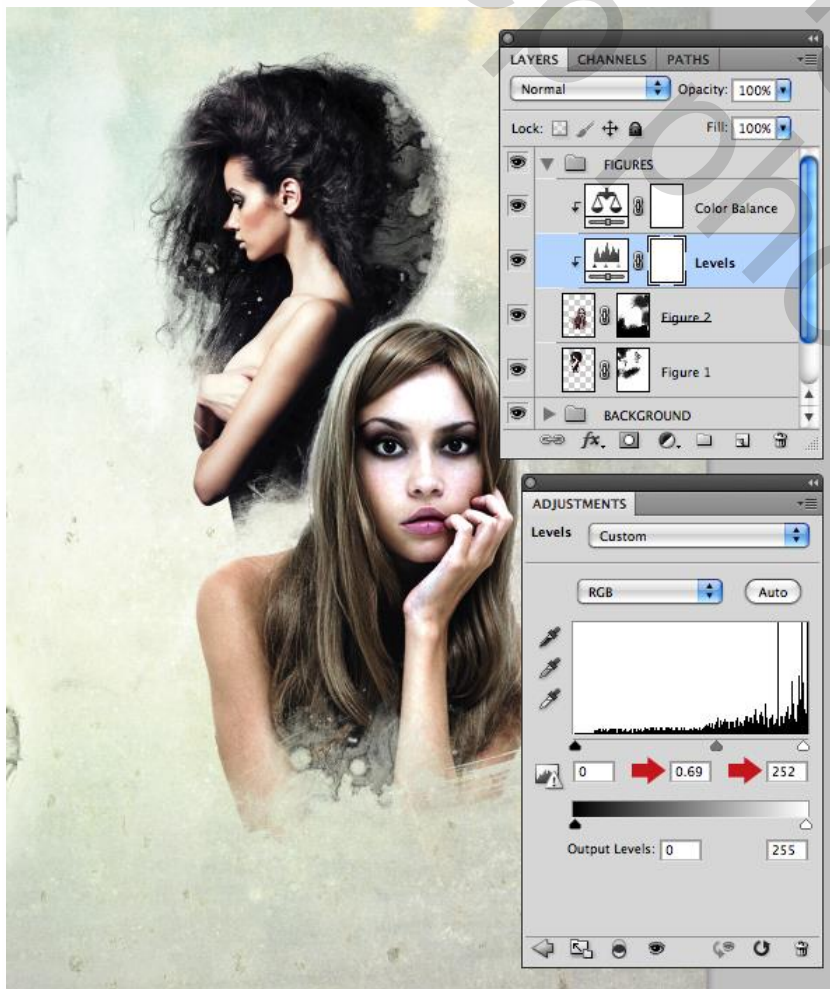 LAYERS CHANNELS PATHS
Normal Opacity: 100%
Lock: Fill: 100%
FIGURES
Color Balance
Levels
Figure 2
Figure 1
BACKGROUND
fx.
ADJUSTMENTS
Levels Custom
RGB Auto
0 0.69 252
Output Levels: 0 255